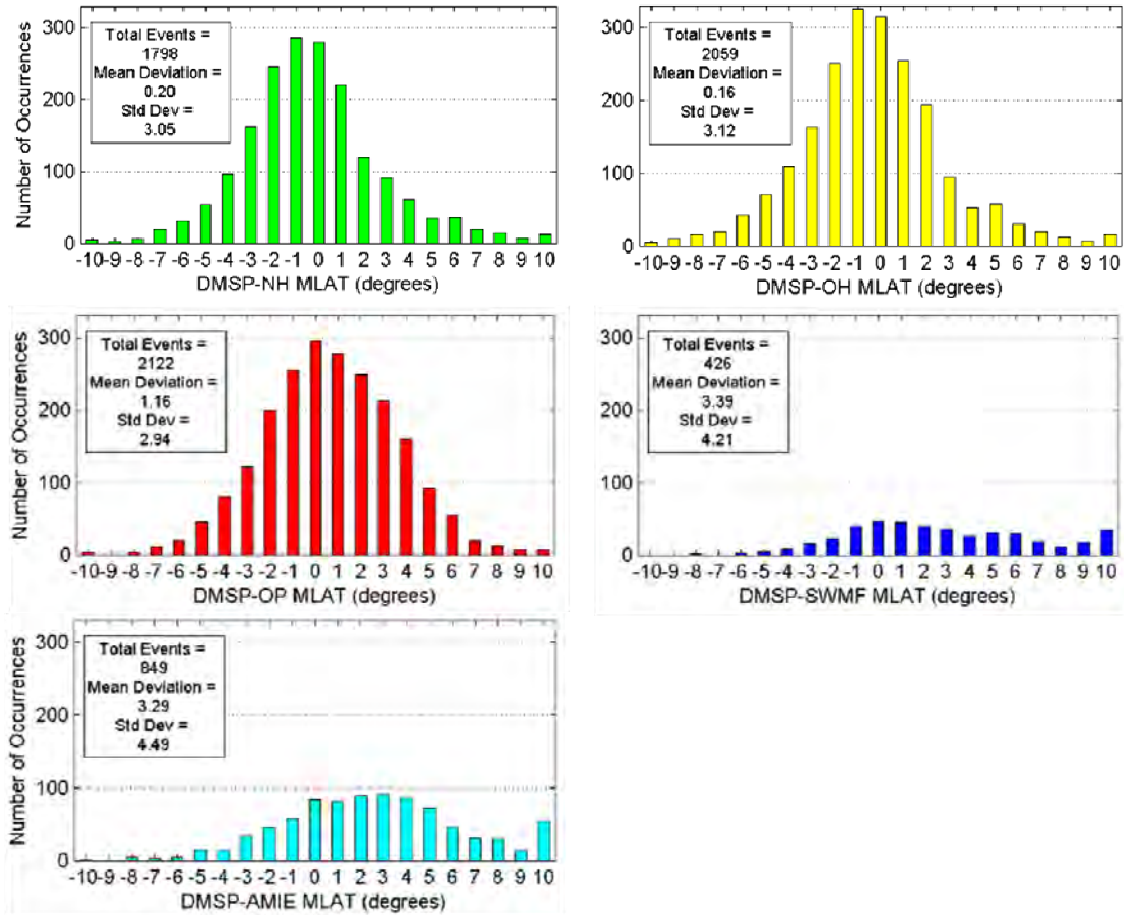 Number of Occurrences
300
200
100
0
Total Events =
1798
Mean Deviation =
0.20
Std Dev =
3.05
-10 -9 -8 -7 -6 -5 -4 -3 -2 -1 0 1 2 3 4 5 6 7 8 9 10
DMSP-NH MLAT (degrees)
300
200
100
0
Total Events =
2059
Mean Deviation =
0.16
Std Dev =
3.12
-10 -9 -8 -7 -6 -5 -4 -3 -2 -1 0 1 2 3 4 5 6 7 8 9 10
DMSP-OH MLAT (degrees)
Number of Occurrences
300
200
100
0
Total Events =
2122
Mean Deviation =
1.16
Std Dev =
2.94
-10 -9 -8 -7 -6 -5 -4 -3 -2 -1 0 1 2 3 4 5 6 7 8 9 10
DMSP-OP MLAT (degrees)
Number of Occurrences
300
200
100
0
Total Events =
426
Mean Deviation =
3.39
Std Dev =
4.21
-10 -9 -8 -7 -6 -5 -4 -3 -2 -1 0 1 2 3 4 5 6 7 8 9 10
DMSP-SWMF MLAT (degrees)
Number of Occurrences
300
200
100
0
Total Events =
849
Mean Deviation =
3.29
Std Dev =
4.49
-10 -9 -8 -7 -6 -5 -4 -3 -2 -1 0 1 2 3 4 5 6 7 8 9 10
DMSP-AMIE MLAT (degrees)